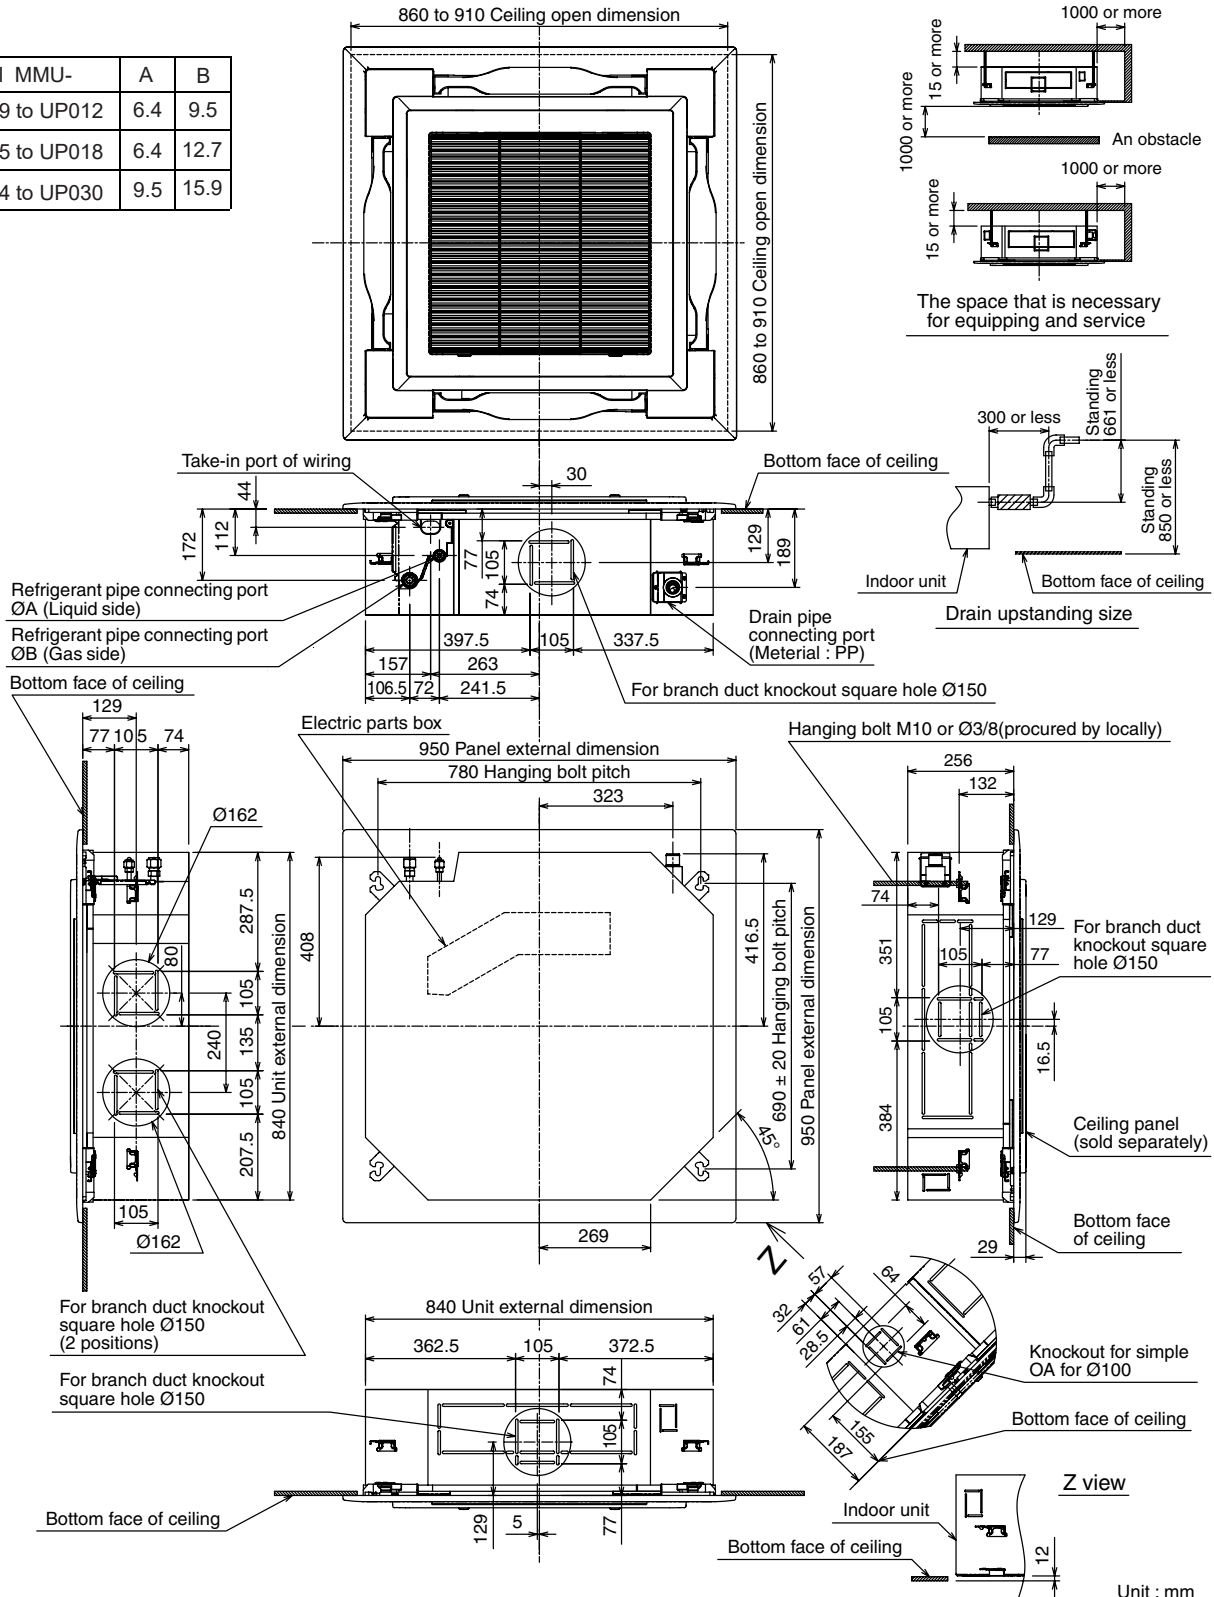 860 to 910 Ceiling open dimension
MMU- A B
9 to UP012 6.4 9.5
5 to UP018 6.4 12.7
4 to UP030 9.5 15.9
860 to 910 Ceiling open dimension
1000 or more
15 or more
1000 or more
An obstacle
1000 or more
15 or more
The space that is necessary
for equipping and service
300 or less
Standing
661 or less
Standing
850 or less
Indoor unit
Bottom face of ceiling
Drain upstanding size
Take-in port of wiring
30
Bottom face of ceiling
44
112
172
77
105
74
129
189
Refrigerant pipe connecting port
ØA (Liquid side)
Refrigerant pipe connecting port
ØB (Gas side)
397.5
105
337.5
157
263
106.5
72
241.5
Drain pipe
connecting port
(Meterial : PP)
For branch duct knockout square hole Ø150
Bottom face of ceiling
129
77
105
74
Ø162
287.5
80
105
135
240
105
207.5
840 Unit external dimension
105
Ø162
For branch duct knockout
square hole Ø150
(2 positions)
Electric parts box
950 Panel external dimension
780 Hanging bolt pitch
323
408
416.5
690 ± 20 Hanging bolt pitch
950 Panel external dimension
45°
269
Z
Hanging bolt M10 or Ø3/8(procured by locally)
256
132
74
129
351
105
77
For branch duct
knockout square
hole Ø150
105
16.5
384
Ceiling panel
(sold separately)
Bottom face
of ceiling
29
840 Unit external dimension
362.5
105
372.5
For branch duct knockout
square hole Ø150
74
105
Bottom face of ceiling
129
5
77
57
64
32
61
28.5
Knockout for simple
OA for Ø100
155
187
Bottom face of ceiling
Z view
Indoor unit
Bottom face of ceiling
12
Unit : mm